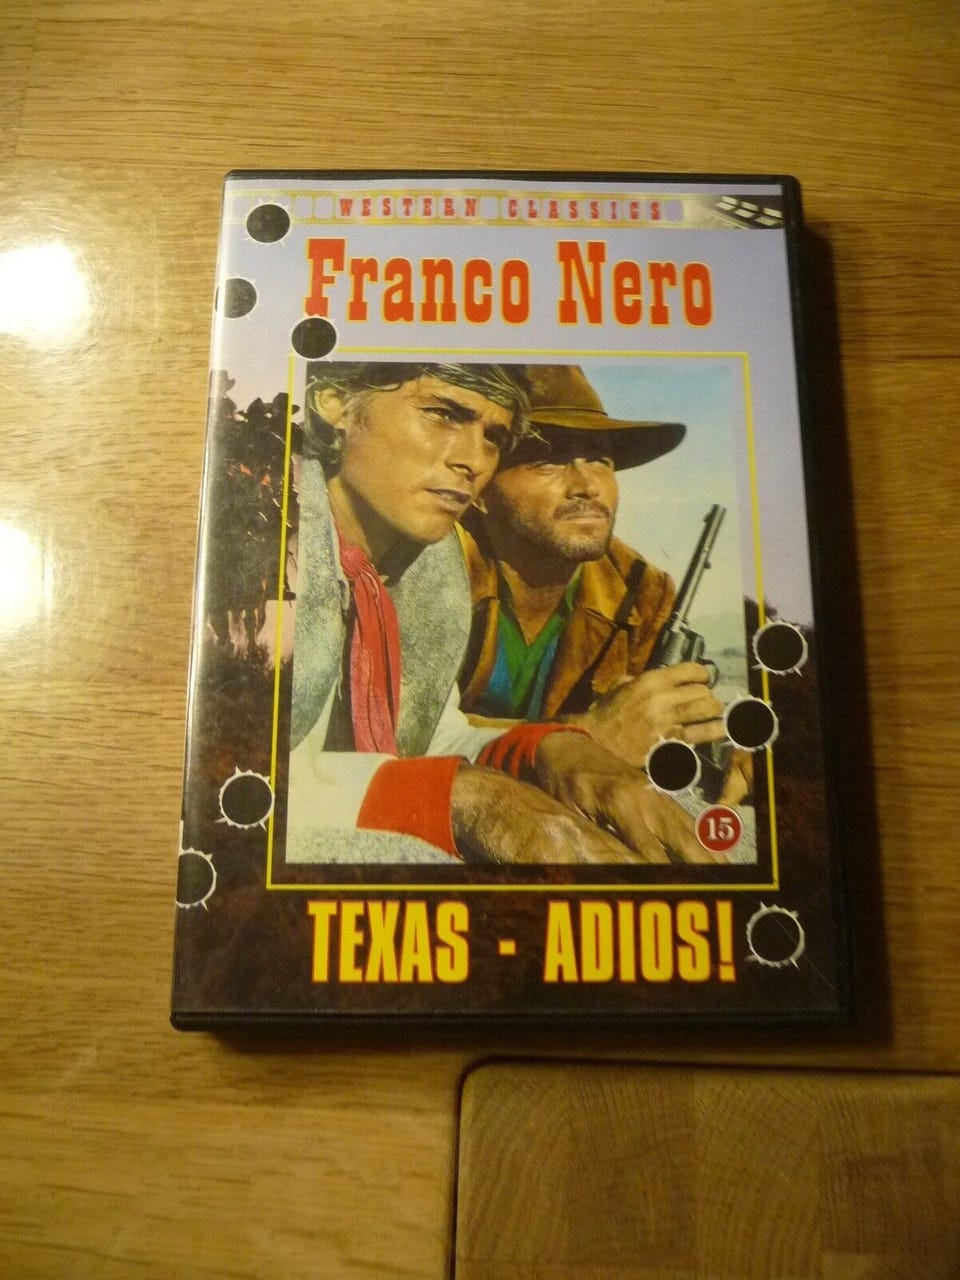 WESTERN CLASSICS
Franco Nero
15
TEXAS - ADIOS!